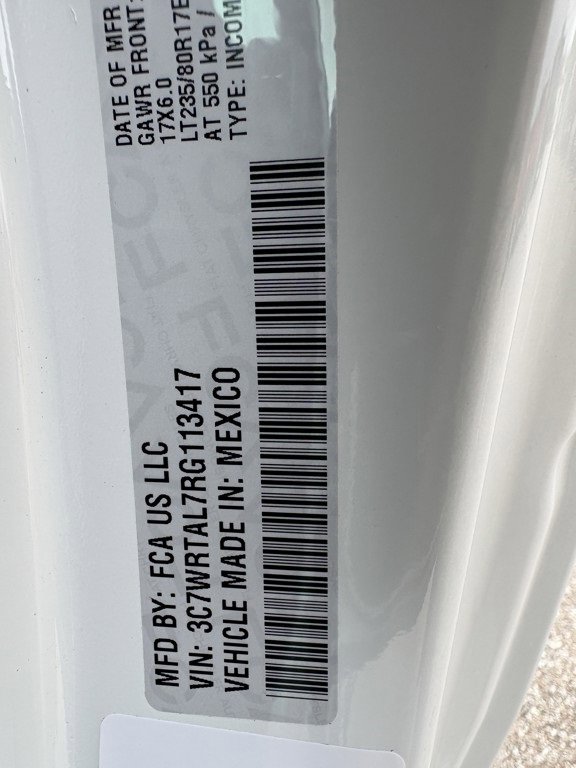 MFD BY: FCA US LLC
VIN: 3C7WRTAL7RG113417
VEHICLE MADE IN: MEXICO
DATE OF MFR
GAWR FRONT:
17X6.0
LT235/80R17E
AT 550 kPa /
TYPE: INCOM